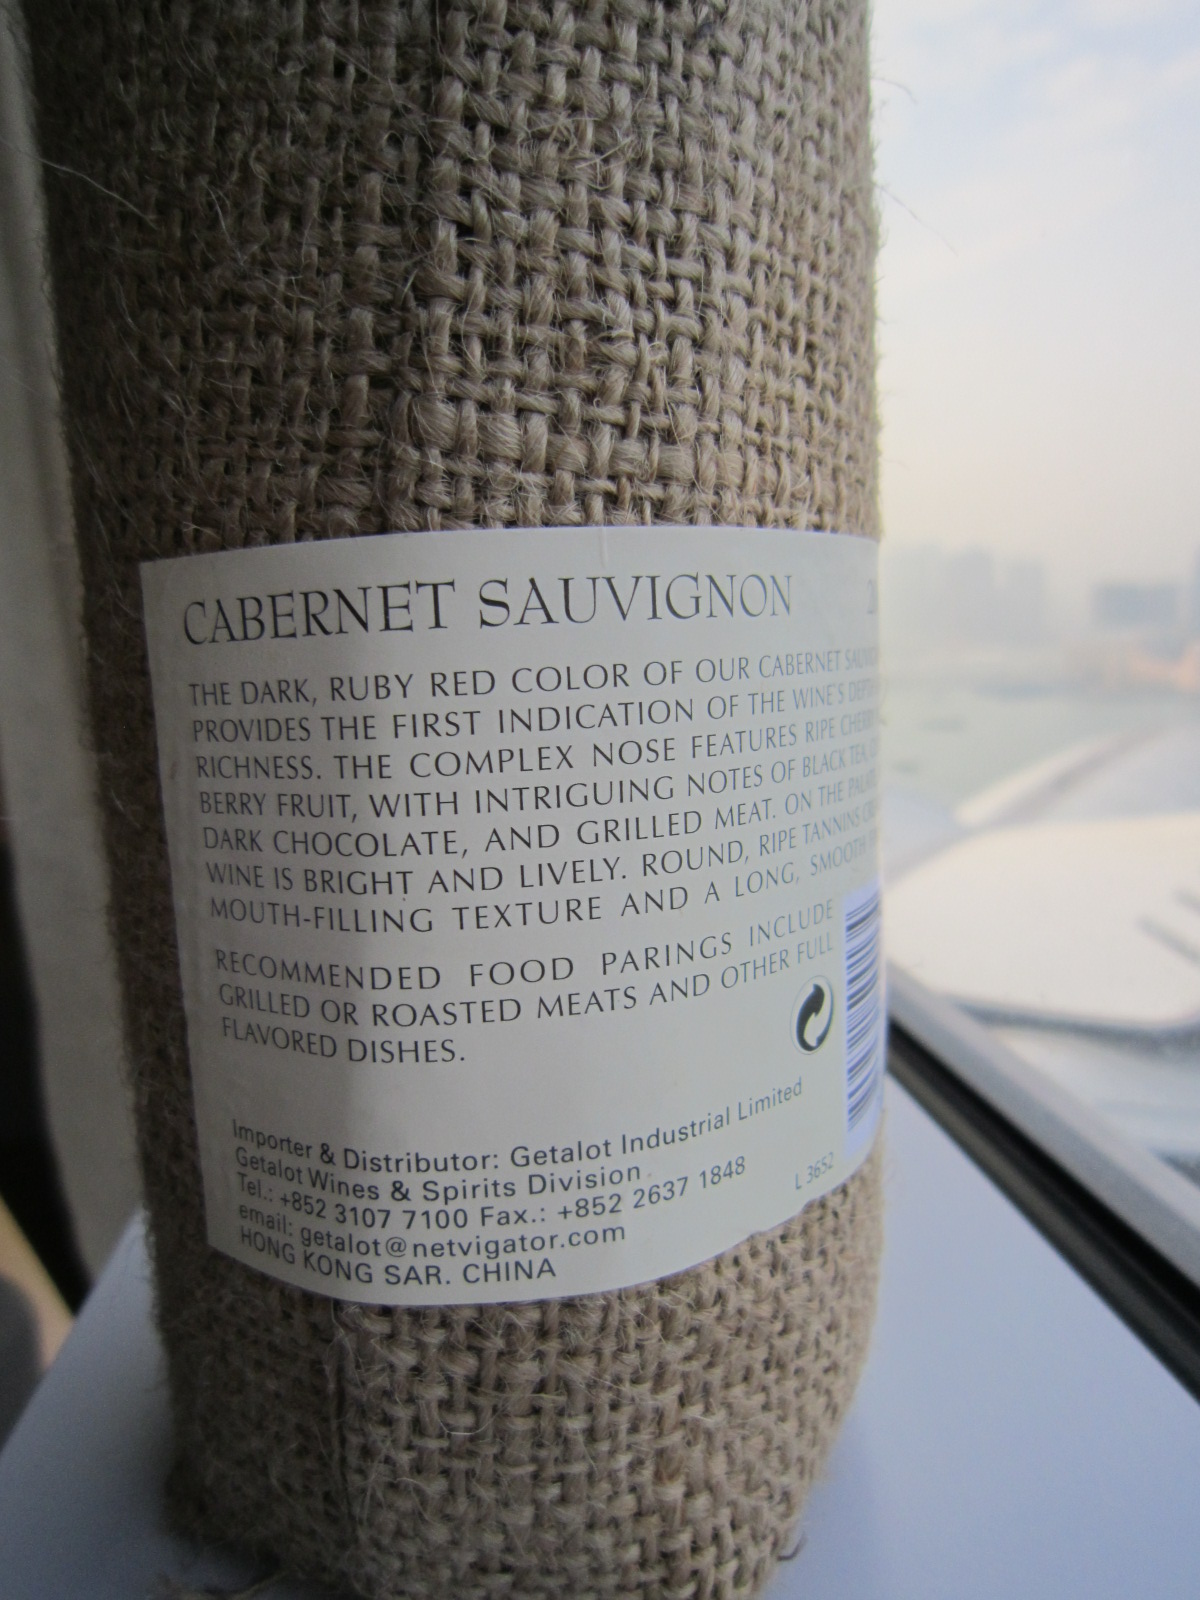 CABERNET SAUVIGNON
THE DARK, RUBY RED COLOR OF OUR CABERNET
PROVIDES THE FIRST INDICATION OF THE WINE'S
RICHNESS. THE COMPLEX NOSE FEATURES RIPE
BERRY FRUIT, WITH INTRIGUING NOTES OF BLACK TEA,
DARK CHOCOLATE, AND GRILLED MEAT. ON THE
WINE IS BRIGHT AND LIVELY. ROUND, RIPE TANNINS
MOUTH-FILLING TEXTURE AND A LONG, SMOOTH
RECOMMENDED FOOD PARINGS INCLUDE
GRILLED OR ROASTED MEATS AND OTHER FULL
FLAVORED DISHES.
Importer & Distributor: Getalot Industrial Limited
Getalot Wines & Spirits Division
Tel.: +852 3107 7100 Fax.: +852 2637 1848
email: getalot@netvigator.com
HONG KONG SAR. CHINA
L 3652